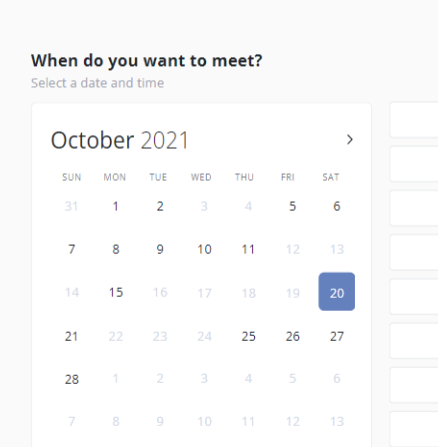 When do you want to meet?
Select a date and time
October 2021
SUN MON TUE WED THU FRI SAT
31 1 2 3 4 5 6
7 8 9 10 11 12 13
14 15 16 17 18 19 20
21 22 23 24 25 26 27
28 1 2 3 4 5 6
7 8 9 10 11 12 13